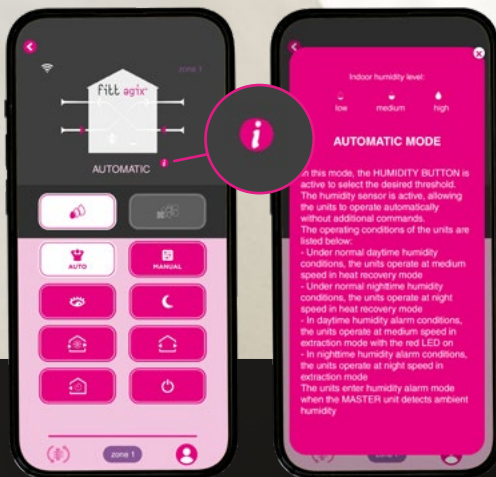 zone 1
Fitt agix
AUTOMATIC i
i
AUTO
MANUAL
zone 1
Indoor humidity level:
low
medium
high
AUTOMATIC MODE
In this mode, the HUMIDITY BUTTON is
active to select the desired threshold.
The humidity sensor is active, allowing
the units to operate automatically
without additional commands.
The operating conditions of the units are
listed below:
- Under normal daytime humidity
conditions, the units operate at medium
speed in heat recovery mode
- Under normal nighttime humidity
conditions, the units operate at night
speed in heat recovery mode
- In daytime humidity alarm conditions,
the units operate at medium speed in
extraction mode with the red LED on
- In nighttime humidity alarm conditions,
the units operate at night speed in
extraction mode
The units enter humidity alarm mode
when the MASTER unit detects ambient
humidity
zone 1